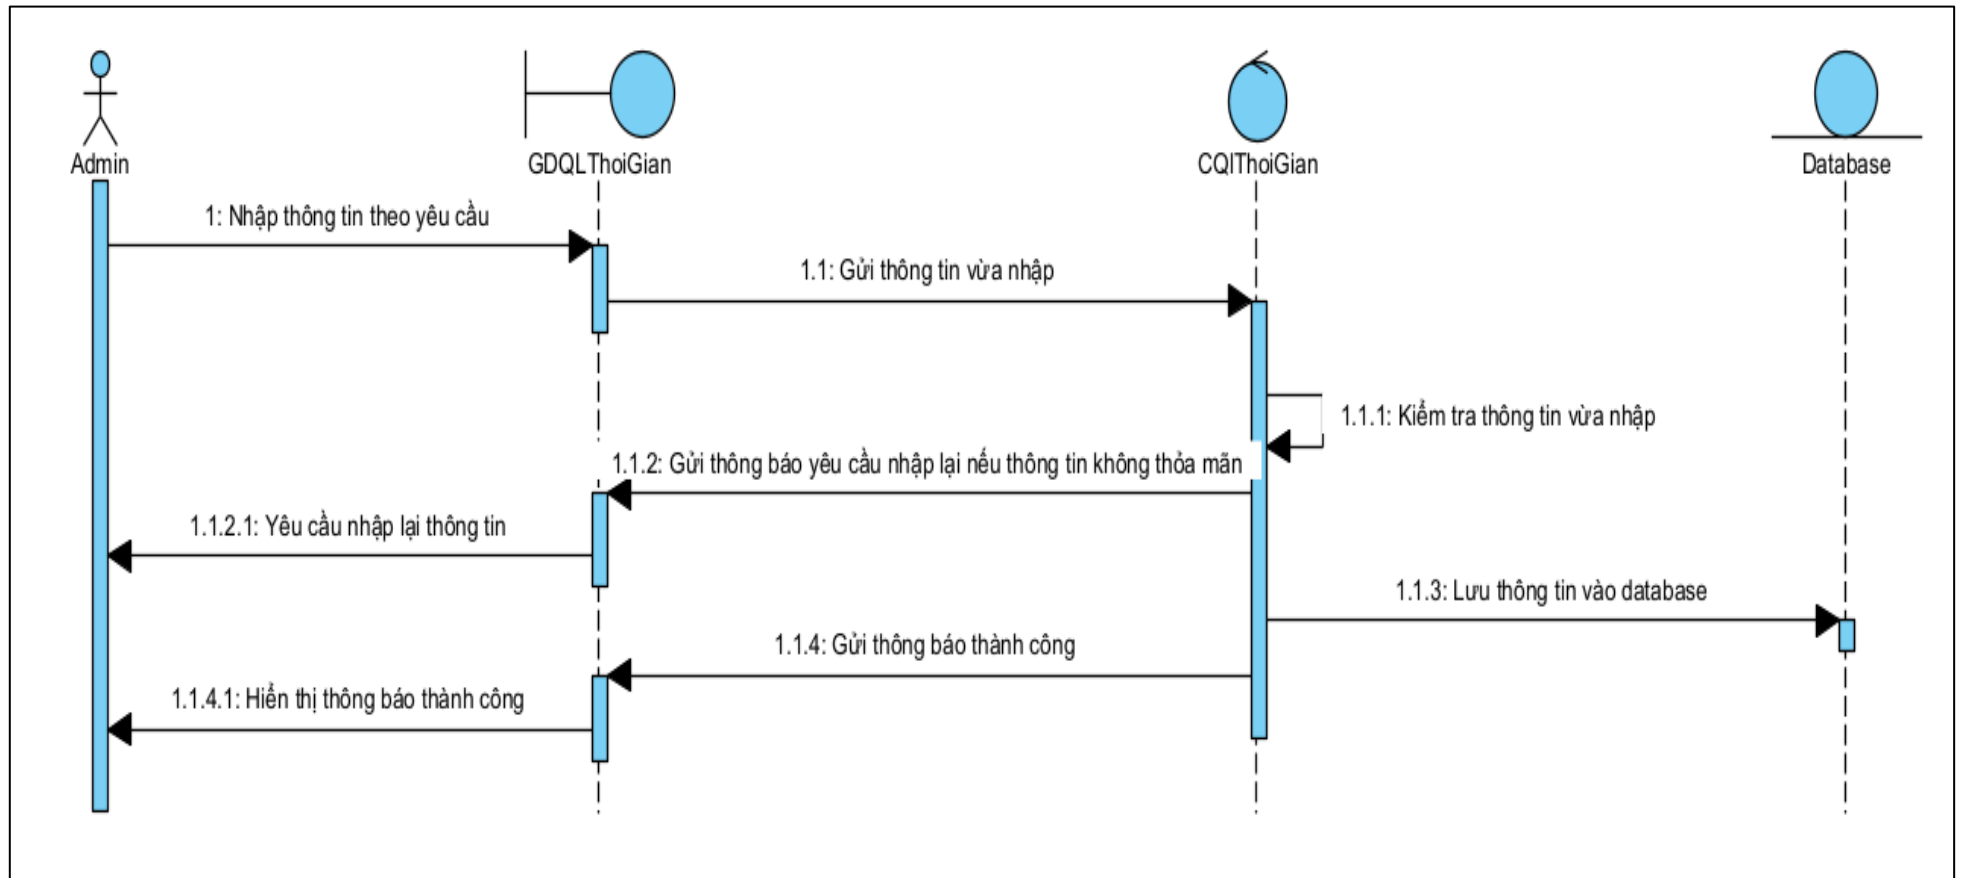 Admin
GDQLThoiGian
CQlThoiGian
Database
1: Nhập thông tin theo yêu cầu
1.1: Gửi thông tin vừa nhập
1.1.1: Kiểm tra thông tin vừa nhập
1.1.2: Gửi thông báo yêu cầu nhập lại nếu thông tin không thỏa mãn
1.1.2.1: Yêu cầu nhập lại thông tin
1.1.3: Lưu thông tin vào database
1.1.4: Gửi thông báo thành công
1.1.4.1: Hiển thị thông báo thành công